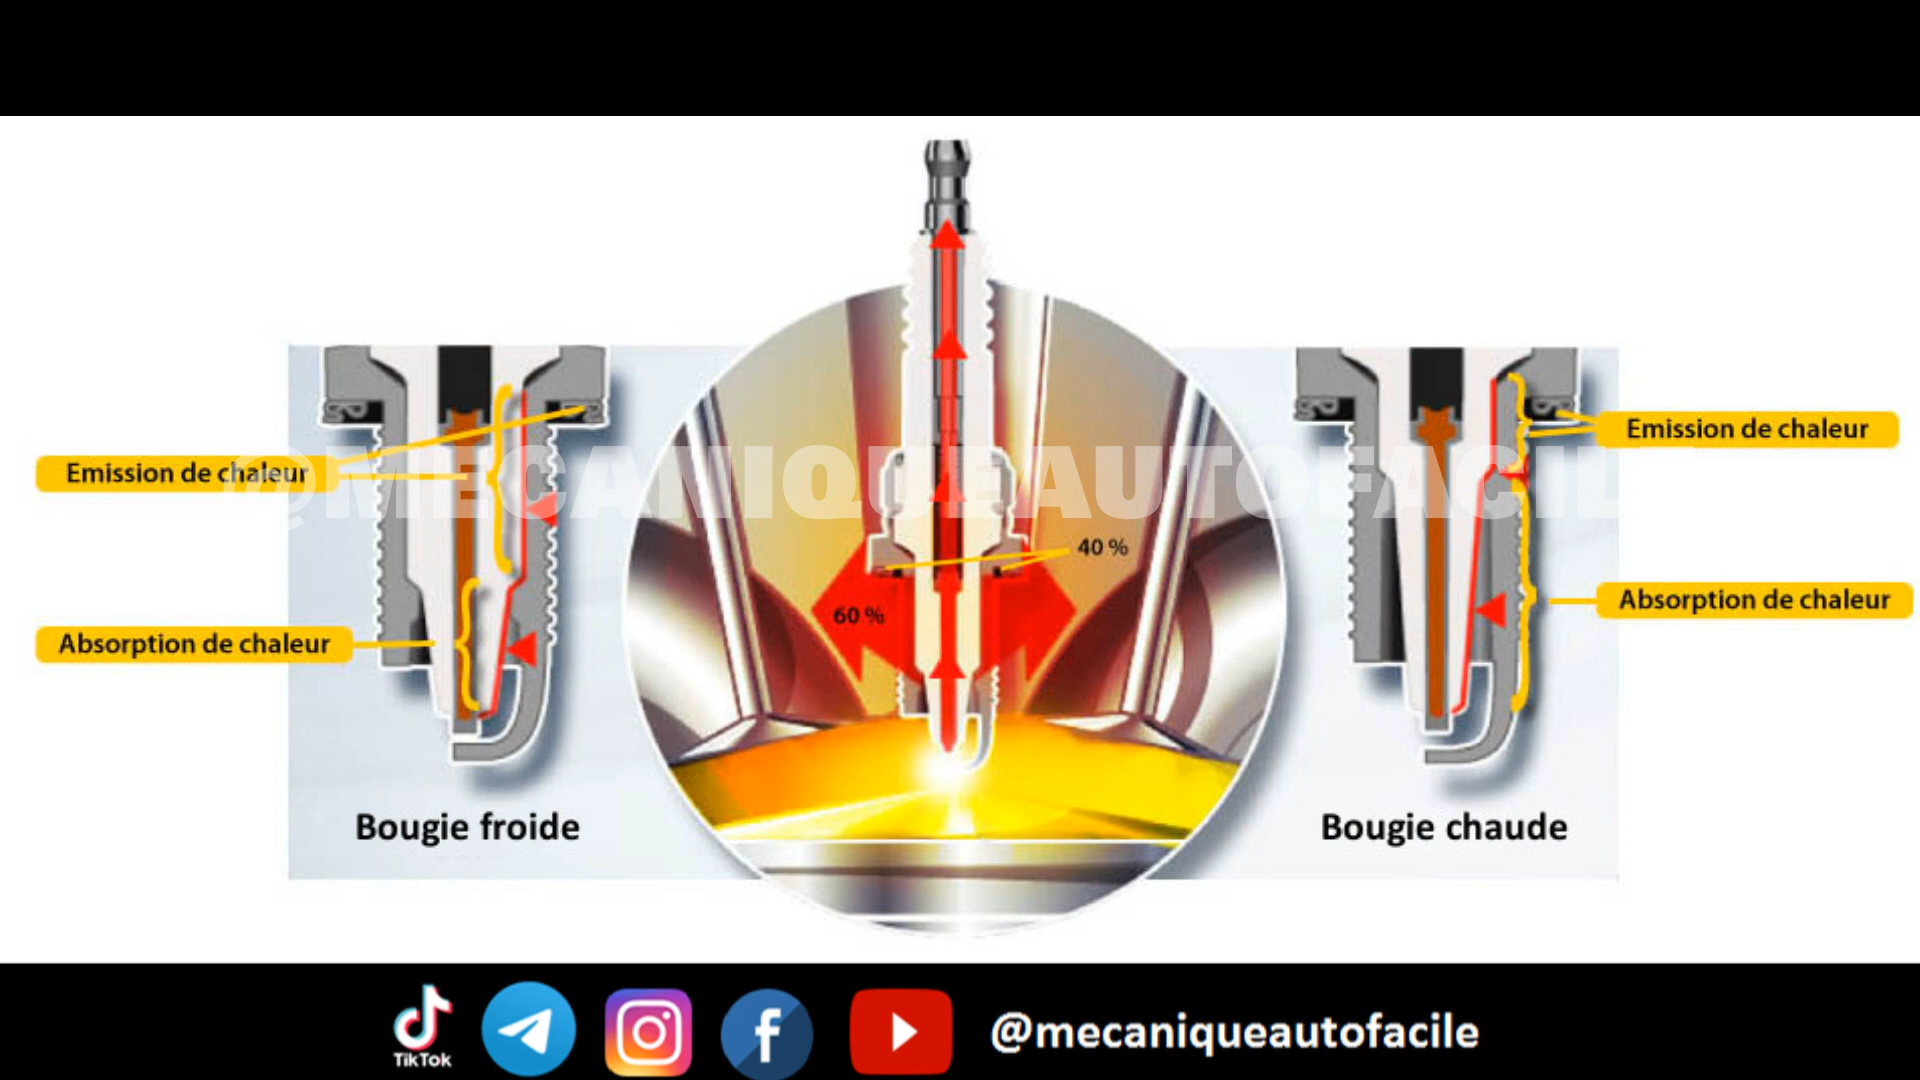 Emission de chaleur
Absorption de chaleur
Bougie froide
60 %
40 %
Emission de chaleur
Absorption de chaleur
Bougie chaude
@MECANIQUEAUTOFACIL
TikTok
@mecaniqueautofacile